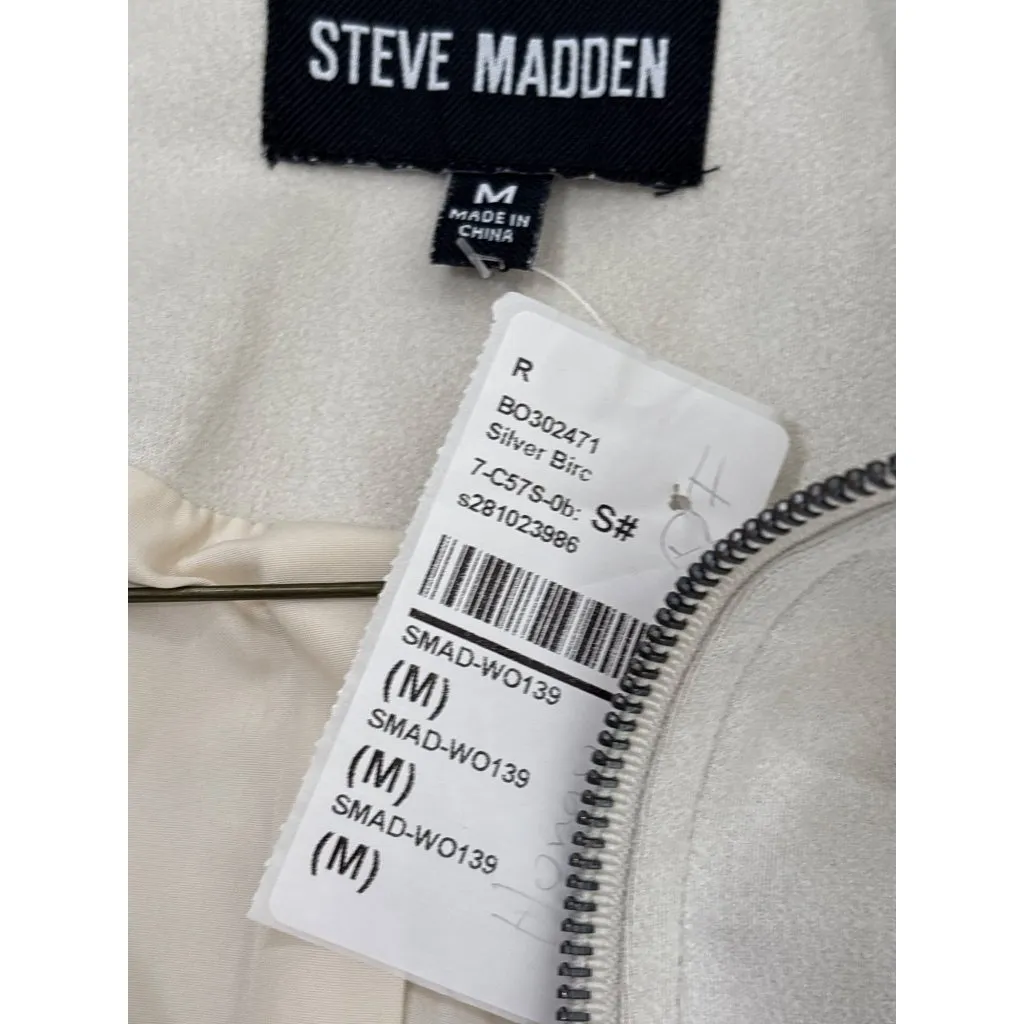 STEVE MADDEN
M
MADE IN
CHINA
R
BO302471
Silver Birc
7-C57S-0b: S#
s281023986
SMAD-WO139
(M)
SMAD-WO139
(M)
SMAD-WO139
(M)